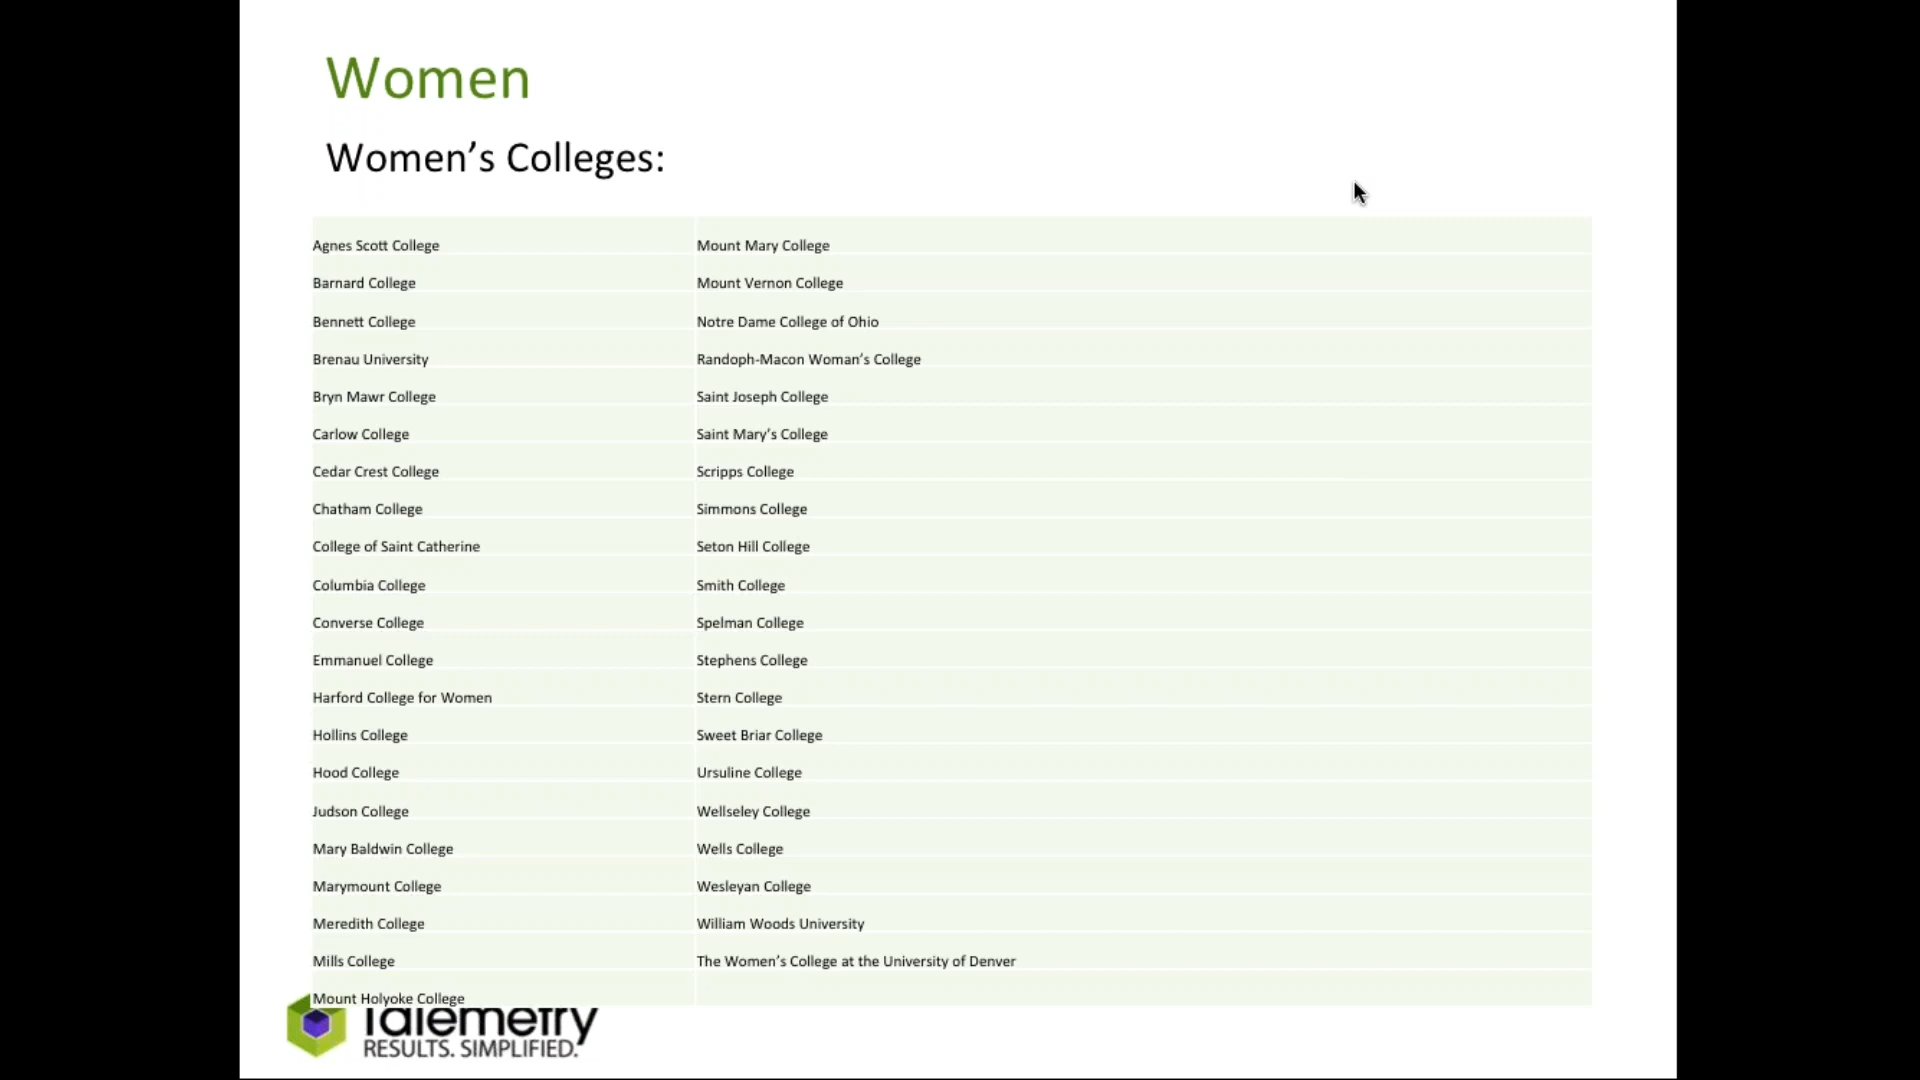 Women
Women’s Colleges:
Agnes Scott College
Mount Mary College
Barnard College
Mount Vernon College
Bennett College
Notre Dame College of Ohio
Brenau University
Randoph-Macon Woman’s College
Bryn Mawr College
Saint Joseph College
Carlow College
Saint Mary’s College
Cedar Crest College
Scripps College
Chatham College
Simmons College
College of Saint Catherine
Seton Hill College
Columbia College
Smith College
Converse College
Spelman College
Emmanuel College
Stephens College
Harford College for Women
Stern College
Hollins College
Sweet Briar College
Hood College
Ursuline College
Judson College
Wellseley College
Mary Baldwin College
Wells College
Marymount College
Wesleyan College
Meredith College
William Woods University
Mills College
The Women’s College at the University of Denver
Mount Holyoke College
Talemetry
RESULTS. SIMPLIFIED.